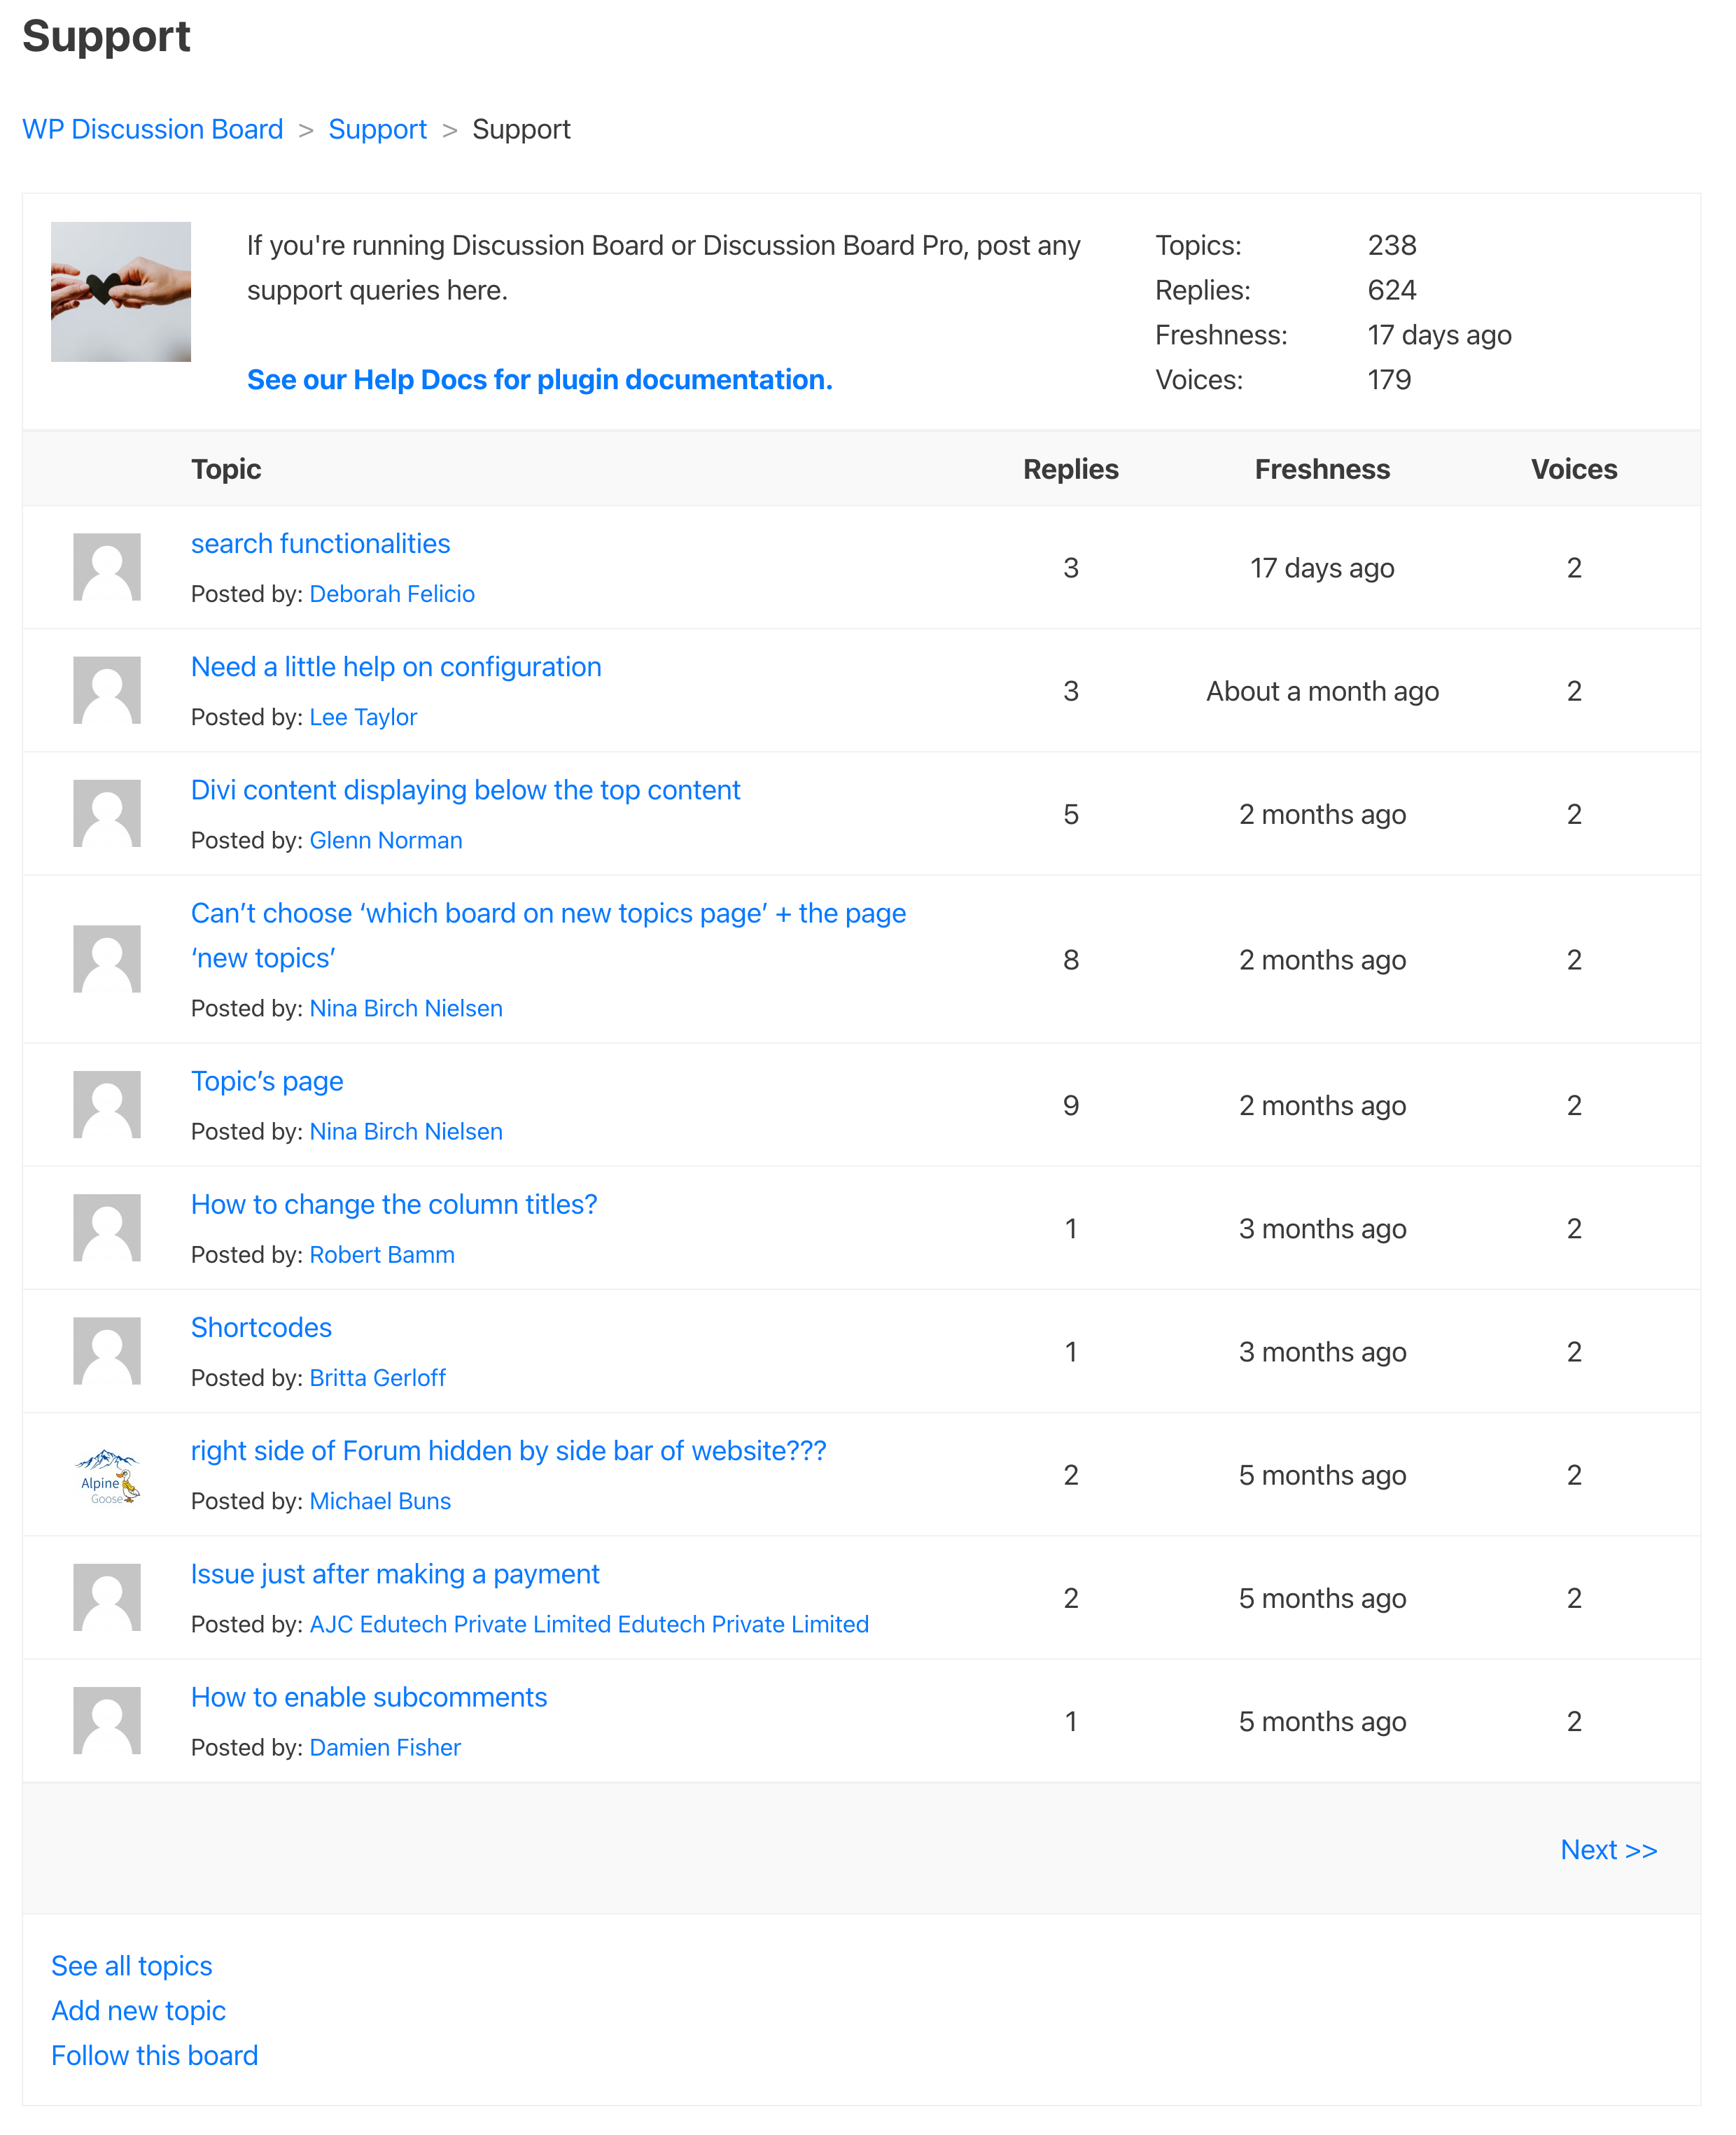 Support
WP Discussion Board > Support > Support
If you're running Discussion Board or Discussion Board Pro, post any
support queries here.
See our Help Docs for plugin documentation.
Topics: 238
Replies: 624
Freshness: 17 days ago
Voices: 179
Topic Replies Freshness Voices
search functionalities
Posted by: Deborah Felicio
3 17 days ago 2
Need a little help on configuration
Posted by: Lee Taylor
3 About a month ago 2
Divi content displaying below the top content
Posted by: Glenn Norman
5 2 months ago 2
Can’t choose ‘which board on new topics page’ + the page
‘new topics’
Posted by: Nina Birch Nielsen
8 2 months ago 2
Topic’s page
Posted by: Nina Birch Nielsen
9 2 months ago 2
How to change the column titles?
Posted by: Robert Bamm
1 3 months ago 2
Shortcodes
Posted by: Britta Gerloff
1 3 months ago 2
Alpine
Goose
right side of Forum hidden by side bar of website???
Posted by: Michael Buns
2 5 months ago 2
Issue just after making a payment
Posted by: AJC Edutech Private Limited Edutech Private Limited
2 5 months ago 2
How to enable subcomments
Posted by: Damien Fisher
1 5 months ago 2
Next >>
See all topics
Add new topic
Follow this board